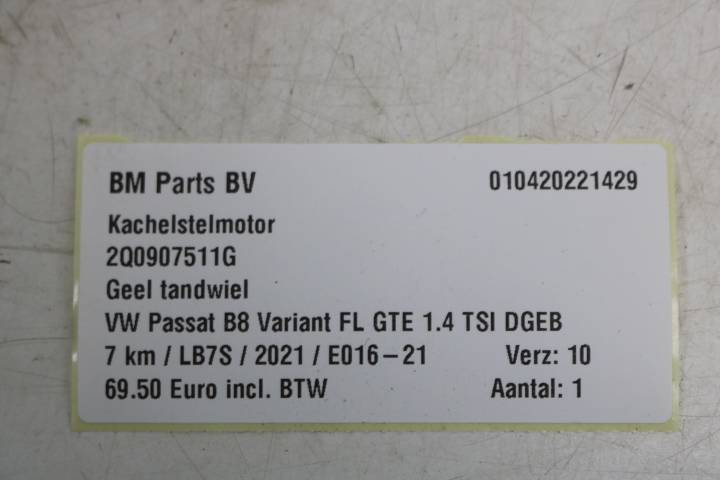 BM Parts BV 010420221429
Kachelstelmotor
2Q0907511G
Geel tandwiel
VW Passat B8 Variant FL GTE 1.4 TSI DGEB
7 km / LB7S / 2021 / E016-21 Verz: 10
69.50 Euro incl. BTW Aantal: 1